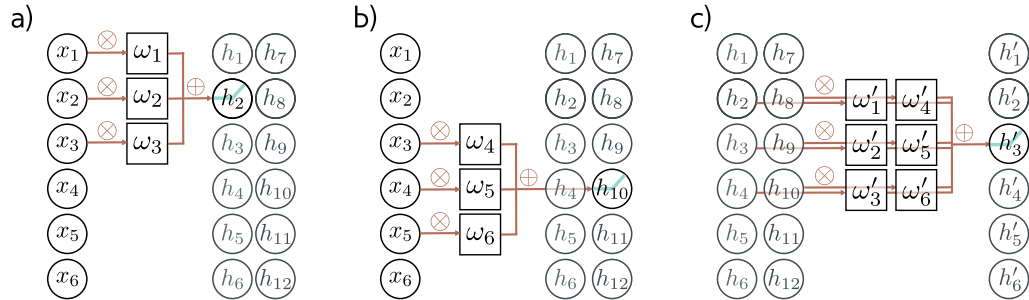 a) b) c)
x₁ ⊗ ω₁ h₁ h₇ x₁ h₁ h₇ h₁ h₇ h′₁
x₂ ⊗ ω₂ ⊕ h₂ h₈ x₂ h₂ h₈ h₂ h₈ ⊗ ω′₁ ω′₄ h′₂
x₃ ⊗ ω₃ h₃ h₉ x₃ ⊗ ω₄ h₃ h₉ h₃ h₉ ⊗ ω′₂ ω′₅ ⊕ h′₃
x₄ h₄ h₁₀ x₄ ⊗ ω₅ ⊕ h₄ h₁₀ h₄ h₁₀ ⊗ ω′₃ ω′₆ h′₄
x₅ h₅ h₁₁ x₅ ⊗ ω₆ h₅ h₁₁ h₅ h₁₁ h′₅
x₆ h₆ h₁₂ x₆ h₆ h₁₂ h₆ h₁₂ h′₆